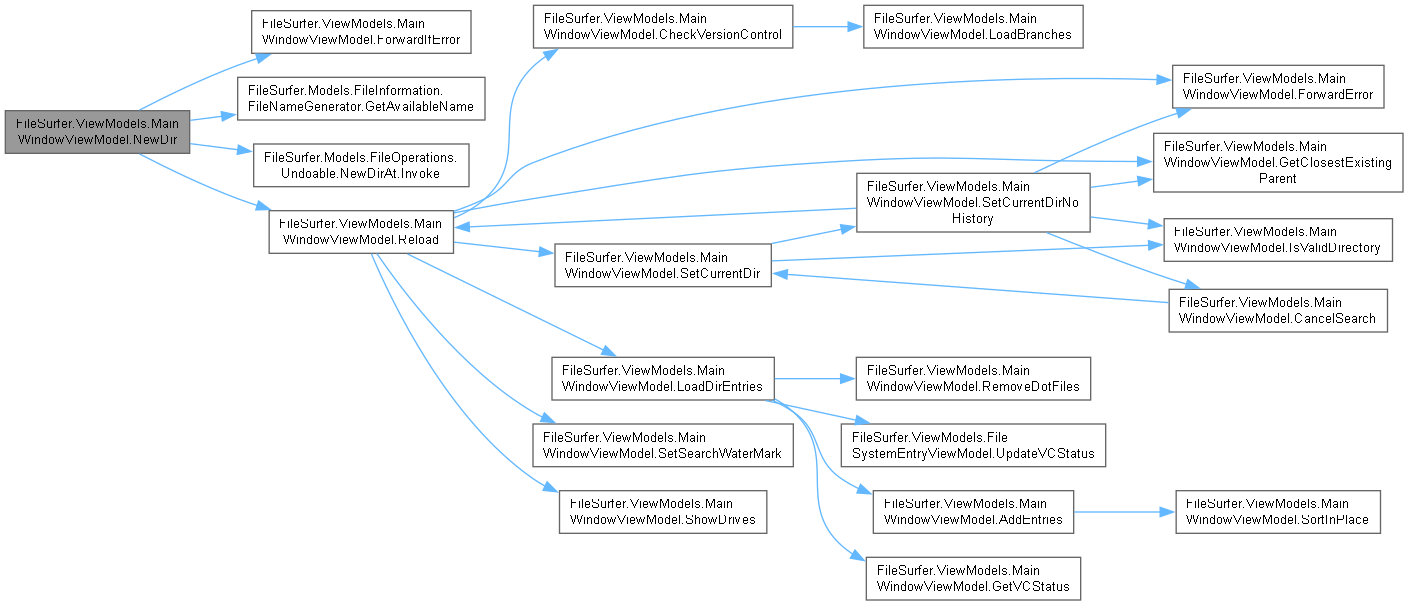 FileSurfer.ViewModels.Main
WindowViewModel.NewDir
FileSurfer.ViewModels.Main
WindowViewModel.ForwardIfError
FileSurfer.Models.FileInformation.
FileNameGenerator.GetAvailableName
FileSurfer.Models.FileOperations.
Undoable.NewDirAt.Invoke
FileSurfer.ViewModels.Main
WindowViewModel.Reload
FileSurfer.ViewModels.Main
WindowViewModel.CheckVersionControl
FileSurfer.ViewModels.Main
WindowViewModel.LoadBranches
FileSurfer.ViewModels.Main
WindowViewModel.ForwardError
FileSurfer.ViewModels.Main
WindowViewModel.GetClosestExisting
Parent
FileSurfer.ViewModels.Main
WindowViewModel.SetCurrentDirNo
History
FileSurfer.ViewModels.Main
WindowViewModel.IsValidDirectory
FileSurfer.ViewModels.Main
WindowViewModel.SetCurrentDir
FileSurfer.ViewModels.Main
WindowViewModel.CancelSearch
FileSurfer.ViewModels.Main
WindowViewModel.LoadDirEntries
FileSurfer.ViewModels.Main
WindowViewModel.RemoveDotFiles
FileSurfer.ViewModels.Main
WindowViewModel.SetSearchWaterMark
FileSurfer.ViewModels.File
SystemEntryViewModel.UpdateVCStatus
FileSurfer.ViewModels.Main
WindowViewModel.ShowDrives
FileSurfer.ViewModels.Main
WindowViewModel.AddEntries
FileSurfer.ViewModels.Main
WindowViewModel.SortInPlace
FileSurfer.ViewModels.Main
WindowViewModel.GetVCStatus